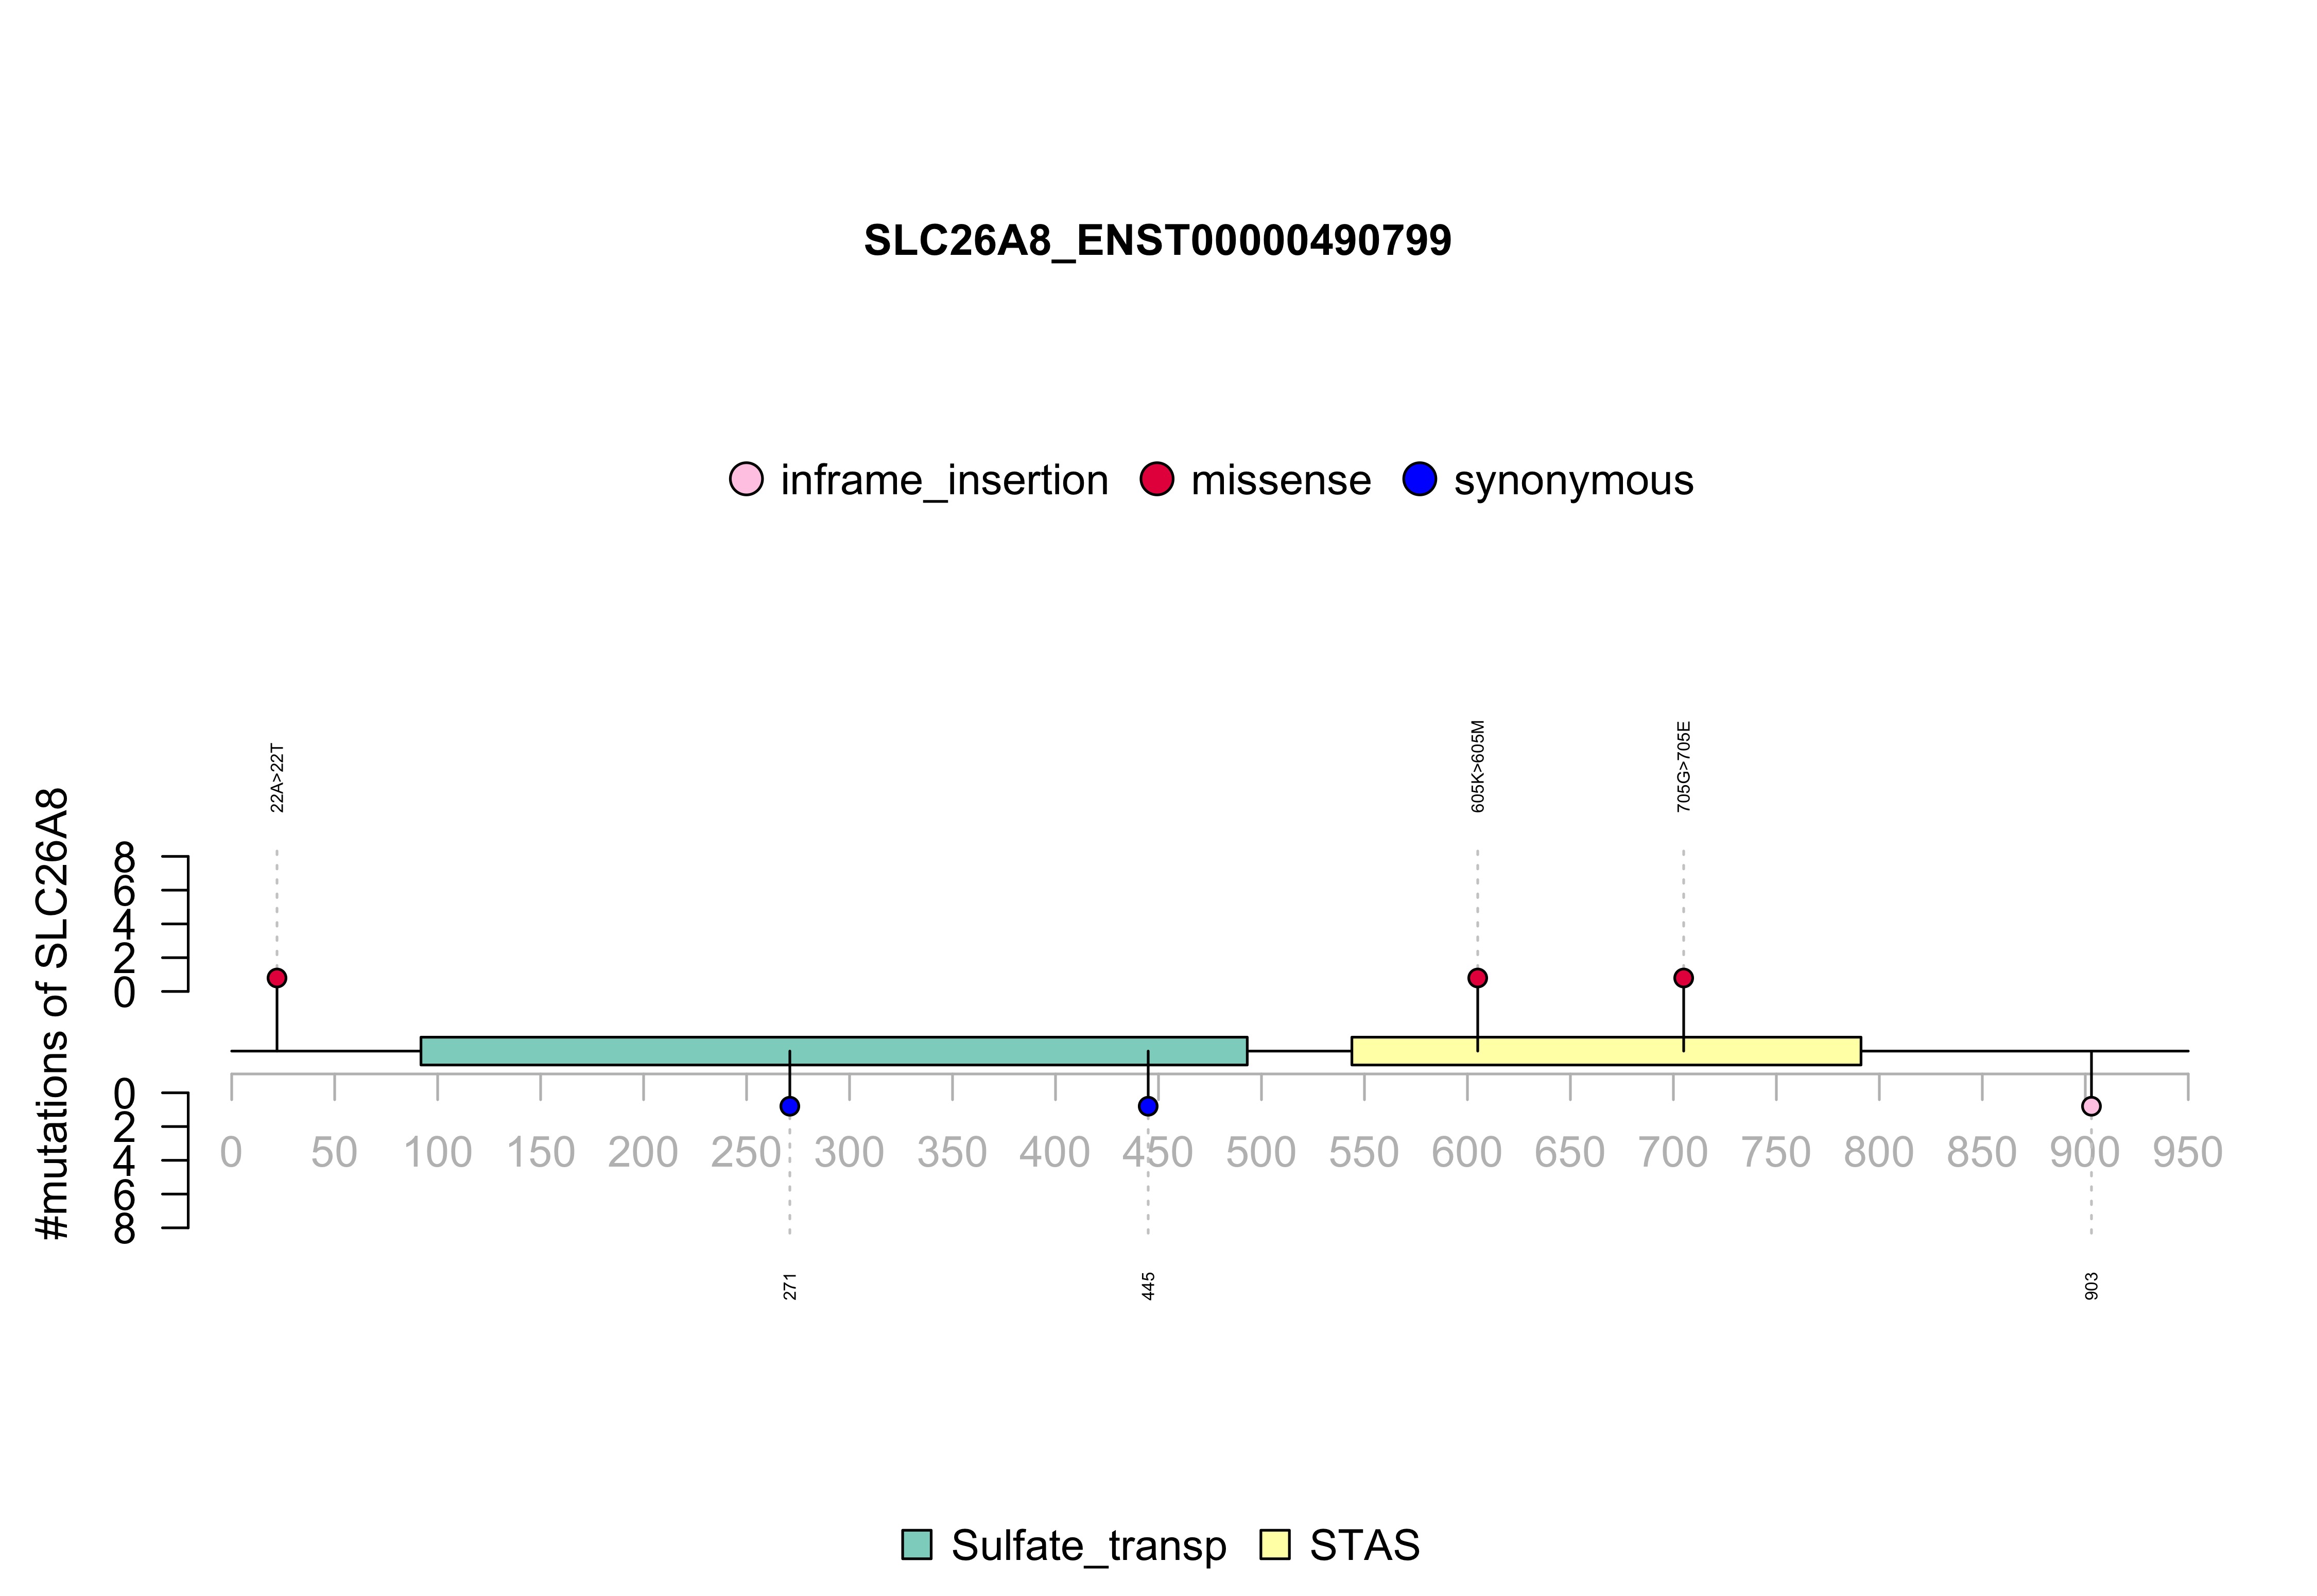 SLC26A8_ENST00000490799
inframe_insertion missense synonymous
22A>22T
605K>605M
705G>705E
#mutations of SLC26A8
8
6
4
2
0
0
2
4
6
8
0 50 100 150 200 250 300 350 400 450 500 550 600 650 700 750 800 850 900 950
271
445
903
Sulfate_transp STAS